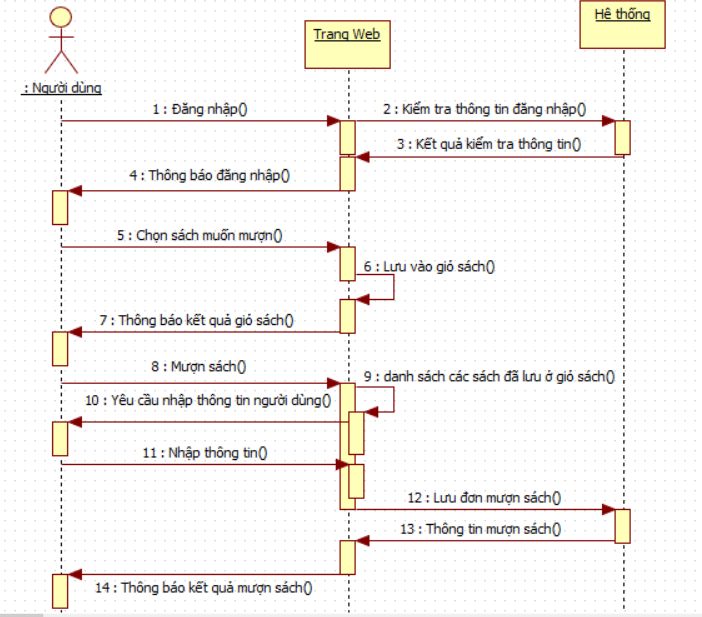 Hê thống
Trang Web
: Người dùng
1 : Đăng nhập()
2 : Kiểm tra thông tin đăng nhập()
3 : Kết quả kiểm tra thông tin()
4 : Thông báo đăng nhập()
5 : Chọn sách muốn mượn()
6 : Lưu vào giỏ sách()
7 : Thông báo kết quả giỏ sách()
8 : Mượn sách()
9 : danh sách các sách đã lưu ở giỏ sách()
10 : Yêu cầu nhập thông tin người dùng()
11 : Nhập thông tin()
12 : Lưu đơn mượn sách()
13 : Thông tin mượn sách()
14 : Thông báo kết quả mượn sách()